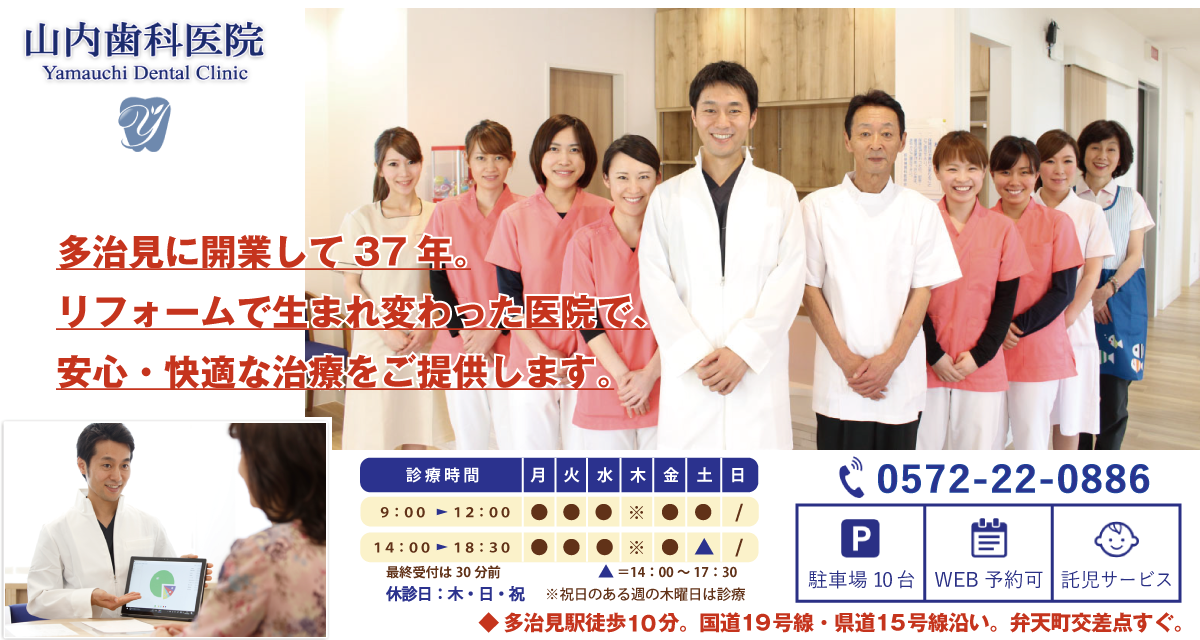 山内歯科医院
Yamauchi Dental Clinic
多治見に開業して37年。
リフォームで生まれ変わった医院で、
安心・快適な治療をご提供します。
診療時間 月 火 水 木 金 土 日
9:00 ► 12:00 ● ● ● ※ ● ● /
14:00 ► 18:30 ● ● ● ※ ● ▲ /
最終受付は30分前 ▲=14:00～17:30
休診日：木・日・祝 ※祝日のある週の木曜日は診療
0572-22-0886
P
駐車場10台 WEB予約可 託児サービス
◆多治見駅徒歩10分。国道19号線・県道15号線沿い。弁天町交差点すぐ。